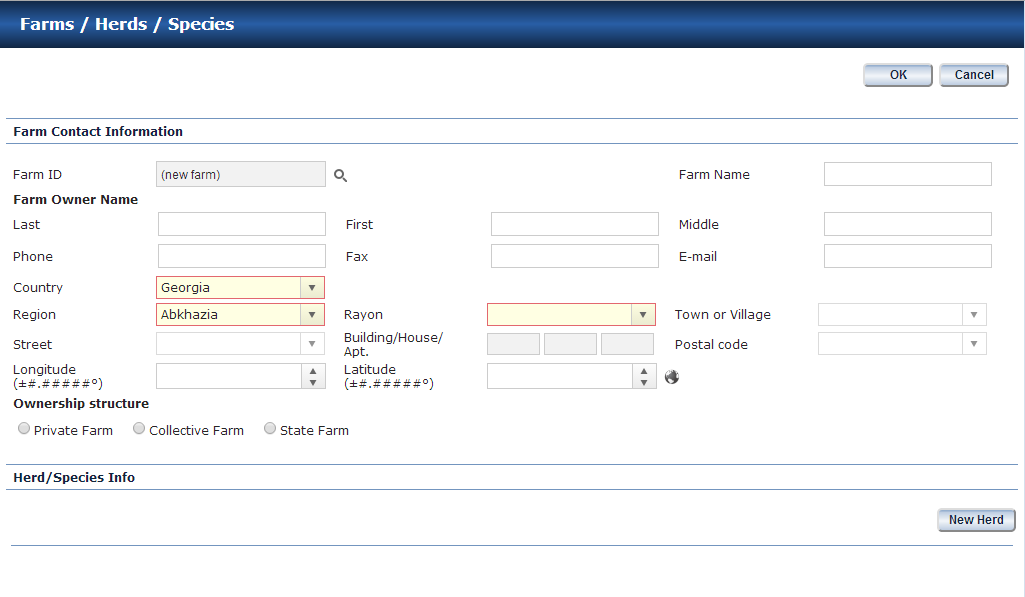 Farms / Herds / Species
OK Cancel
Farm Contact Information
Farm ID (new farm) Farm Name
Farm Owner Name
Last First Middle
Phone Fax E-mail
Country Georgia
Region Abkhazia Rayon Town or Village
Street Building/House/
Apt. Postal code
Longitude
(±#.#####°) Latitude
(±#.#####°)
Ownership structure
Private Farm Collective Farm State Farm
Herd/Species Info
New Herd